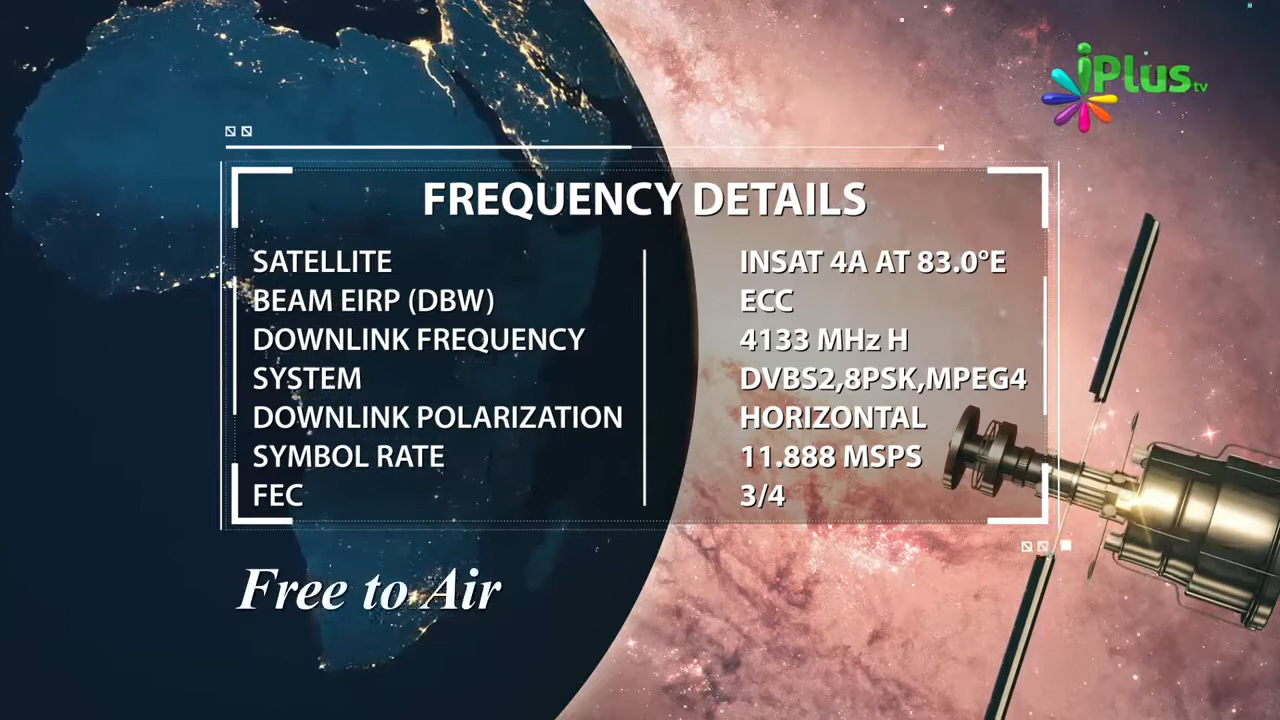 iPlus tv
FREQUENCY DETAILS
SATELLITE INSAT 4A AT 83.0°E
BEAM EIRP (DBW) ECC
DOWNLINK FREQUENCY 4133 MHz H
SYSTEM DVBS2,8PSK,MPEG4
DOWNLINK POLARIZATION HORIZONTAL
SYMBOL RATE 11.888 MSPS
FEC 3/4
Free to Air